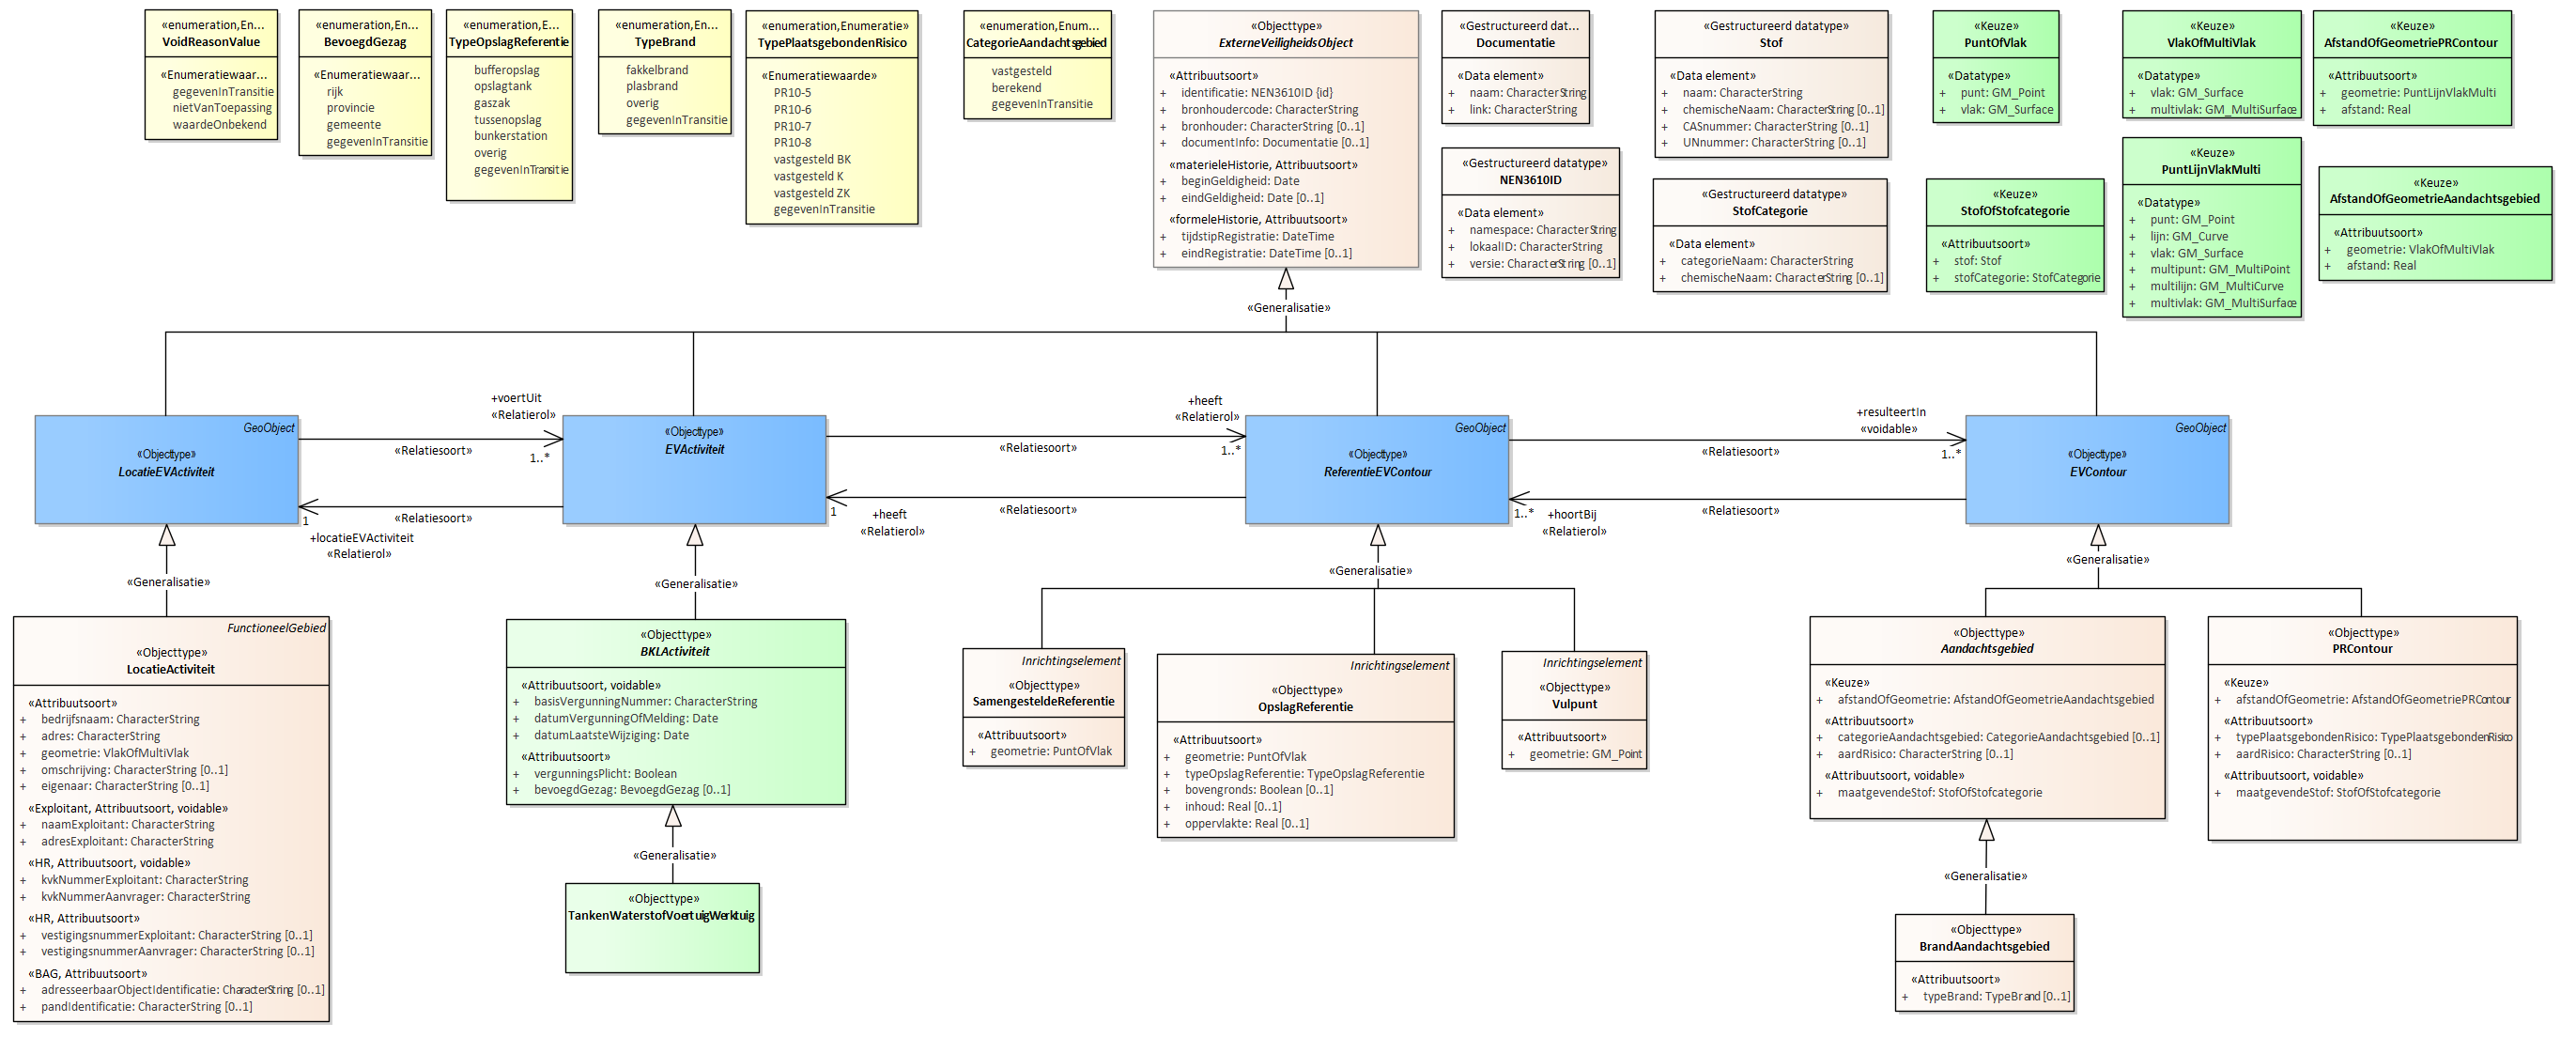 «enumeration,En...
VoidReasonValue
«Enumeratiewaar...
gegevenInTransitie
nietVanToepassing
waardeOnbekend
«enumeration,En...
BevoegdGezag
«Enumeratiewaar...
rijk
provincie
gemeente
gegevenInTransitie
«enumeration,E...
TypeOpslagReferentie
bufferopslag
opslagtank
gaszak
tussenopslag
bunkerstation
overig
gegevenInTransitie
«enumeration,En...
TypeBrand
fakkelbrand
plasbrand
overig
gegevenInTransitie
«enumeration,Enumeratie»
TypePlaatsgebondenRisico
«Enumeratiewaarde»
PR10-5
PR10-6
PR10-7
PR10-8
vastgesteld BK
vastgesteld K
vastgesteld ZK
gegevenInTransitie
«enumeration,Enum...
CategorieAandachtsgebied
vastgesteld
berekend
gegevenInTransitie
«Objecttype»
ExterneVeiligheidsObject
«Attribuutsoort»
+ identificatie: NEN3610ID {id}
+ bronhoudercode: CharacterString
+ bronhouder: CharacterString [0..1]
+ documentInfo: Documentatie [0..1]
«materieleHistorie, Attribuutsoort»
+ beginGeldigheid: Date
+ eindGeldigheid: Date [0..1]
«formeleHistorie, Attribuutsoort»
+ tijdstipRegistratie: DateTime
+ eindRegistratie: DateTime [0..1]
«Gestructureerd dat...
Documentatie
«Data element»
+ naam: CharacterString
+ link: CharacterString
«Gestructureerd datatype»
NEN3610ID
«Data element»
+ namespace: CharacterString
+ lokaalID: CharacterString
+ versie: CharacterString [0..1]
«Gestructureerd datatype»
Stof
«Data element»
+ naam: CharacterString
+ chemischeNaam: CharacterString [0..1]
+ CASnummer: CharacterString [0..1]
+ UNnummer: CharacterString [0..1]
«Gestructureerd datatype»
StofCategorie
«Data element»
+ categorieNaam: CharacterString
+ chemischeNaam: CharacterString [0..1]
«Keuze»
PuntOfVlak
«Datatype»
+ punt: GM_Point
+ vlak: GM_Surface
«Keuze»
StofOfStofcategorie
«Attribuutsoort»
+ stof: Stof
+ stofCategorie: StofCategorie
«Keuze»
VlakOfMultiVlak
«Datatype»
+ vlak: GM_Surface
+ multivlak: GM_MultiSurface
«Keuze»
PuntLijnVlakMulti
«Datatype»
+ punt: GM_Point
+ lijn: GM_Curve
+ vlak: GM_Surface
+ multipunt: GM_MultiPoint
+ multilijn: GM_MultiCurve
+ multivlak: GM_MultiSurface
«Keuze»
AfstandOfGeometriePRContour
«Attribuutsoort»
+ geometrie: PuntLijnVlakMulti
+ afstand: Real
«Keuze»
AfstandOfGeometrieAandachtsgebied
«Attribuutsoort»
+ geometrie: VlakOfMultiVlak
+ afstand: Real
«Generalisatie»
GeoObject
«Objecttype»
LocatieEVActiviteit
+voertUit
«Relatierol»
«Relatiesoort»
1..*
«Relatiesoort»
1
+locatieEVActiviteit
«Relatierol»
«Objecttype»
EVActiviteit
+heeft
«Relatierol»
«Relatiesoort»
1..*
«Relatiesoort»
1
+heeft
«Relatierol»
GeoObject
«Objecttype»
ReferentieEVContour
+resulteertIn
«voidable»
«Relatiesoort»
1..*
«Relatiesoort»
1..*
+hoortBij
«Relatierol»
GeoObject
«Objecttype»
EVContour
«Generalisatie»
«Generalisatie»
«Generalisatie»
«Generalisatie»
FunctioneelGebied
«Objecttype»
LocatieActiviteit
«Attribuutsoort»
+ bedrijfsnaam: CharacterString
+ adres: CharacterString
+ geometrie: VlakOfMultiVlak
+ omschrijving: CharacterString [0..1]
+ eigenaar: CharacterString [0..1]
«Exploitant, Attribuutsoort, voidable»
+ naamExploitant: CharacterString
+ adresExploitant: CharacterString
«HR, Attribuutsoort, voidable»
+ kvkNummerExploitant: CharacterString
+ kvkNummerAanvrager: CharacterString
«HR, Attribuutsoort»
+ vestigingsnummerExploitant: CharacterString [0..1]
+ vestigingsnummerAanvrager: CharacterString [0..1]
«BAG, Attribuutsoort»
+ adresseerbaarObjectIdentificatie: CharacterString [0..1]
+ pandIdentificatie: CharacterString [0..1]
«Objecttype»
BKLActiviteit
«Attribuutsoort, voidable»
+ basisVergunningNummer: CharacterString
+ datumVergunningOfMelding: Date
+ datumLaatsteWijziging: Date
«Attribuutsoort»
+ vergunningsPlicht: Boolean
+ bevoegdGezag: BevoegdGezag [0..1]
«Generalisatie»
«Objecttype»
TankenWaterstofVoertuigWerktuig
Inrichtingselement
«Objecttype»
SamengesteldeReferentie
«Attribuutsoort»
+ geometrie: PuntOfVlak
Inrichtingselement
«Objecttype»
OpslagReferentie
«Attribuutsoort»
+ geometrie: PuntOfVlak
+ typeOpslagReferentie: TypeOpslagReferentie
+ bovengronds: Boolean [0..1]
+ inhoud: Real [0..1]
+ oppervlakte: Real [0..1]
Inrichtingselement
«Objecttype»
Vulpunt
«Attribuutsoort»
+ geometrie: GM_Point
«Objecttype»
Aandachtsgebied
«Keuze»
+ afstandOfGeometrie: AfstandOfGeometrieAandachtsgebied
«Attribuutsoort»
+ categorieAandachtsgebied: CategorieAandachtsgebied [0..1]
+ aardRisico: CharacterString [0..1]
«Attribuutsoort, voidable»
+ maatgevendeStof: StofOfStofcategorie
«Objecttype»
PRContour
«Keuze»
+ afstandOfGeometrie: AfstandOfGeometriePRContour
«Attribuutsoort»
+ typePlaatsgebondenRisico: TypePlaatsgebondenRisico
+ aardRisico: CharacterString [0..1]
«Attribuutsoort, voidable»
+ maatgevendeStof: StofOfStofcategorie
«Generalisatie»
«Objecttype»
BrandAandachtsgebied
«Attribuutsoort»
+ typeBrand: TypeBrand [0..1]